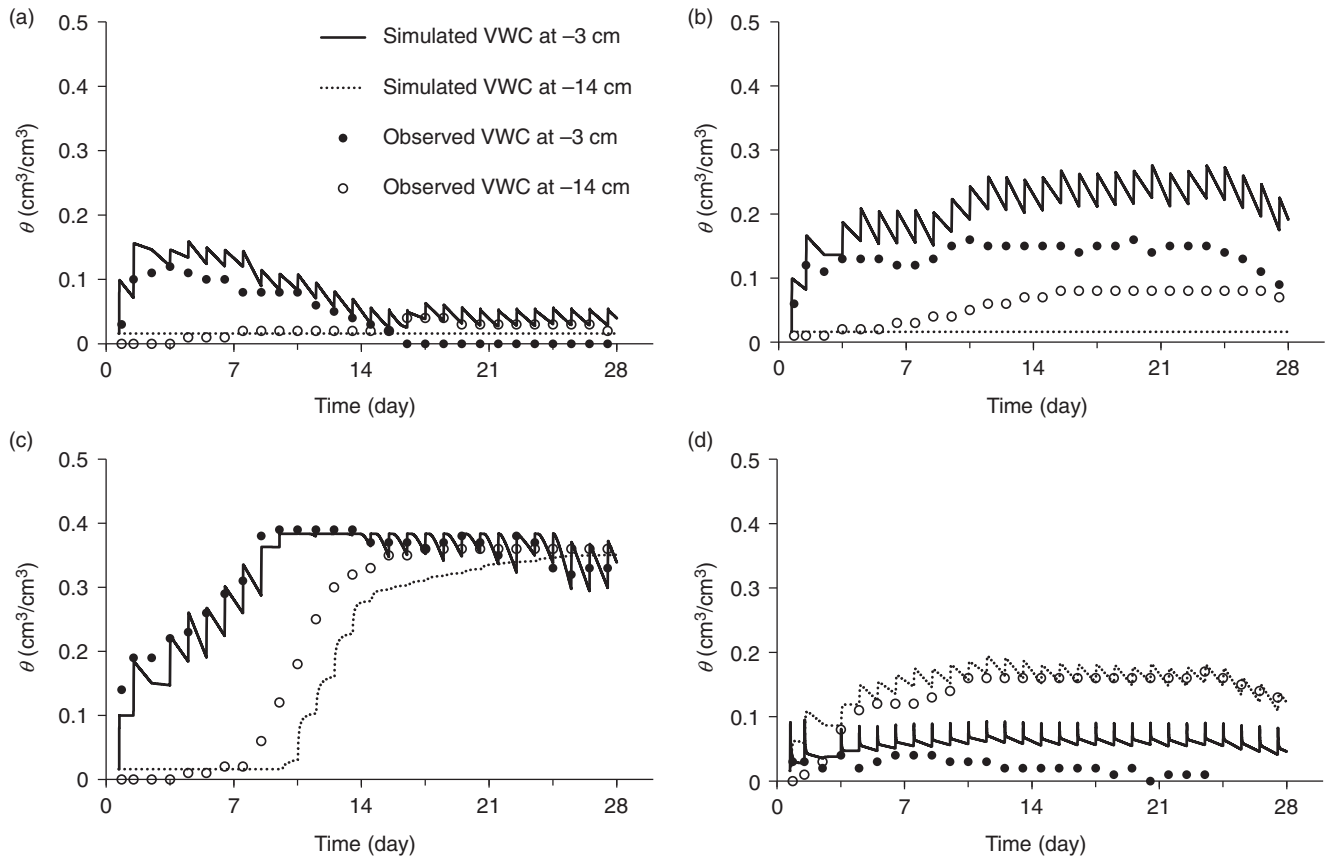 (a)
0.5
0.4
0.3
0.2
0.1
0
θ (cm³/cm³)
0
7
14
21
28
Time (day)
Simulated VWC at –3 cm
Simulated VWC at –14 cm
Observed VWC at –3 cm
Observed VWC at –14 cm
(b)
0.5
0.4
0.3
0.2
0.1
0
θ (cm³/cm³)
0
7
14
21
28
Time (day)
(c)
0.5
0.4
0.3
0.2
0.1
0
θ (cm³/cm³)
0
7
14
21
28
Time (day)
(d)
0.5
0.4
0.3
0.2
0.1
0
θ (cm³/cm³)
0
7
14
21
28
Time (day)